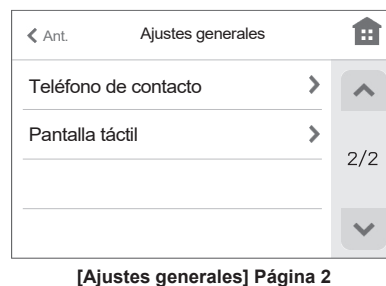 Ant.
Ajustes generales
Teléfono de contacto
Pantalla táctil
2/2
[Ajustes generales] Página 2